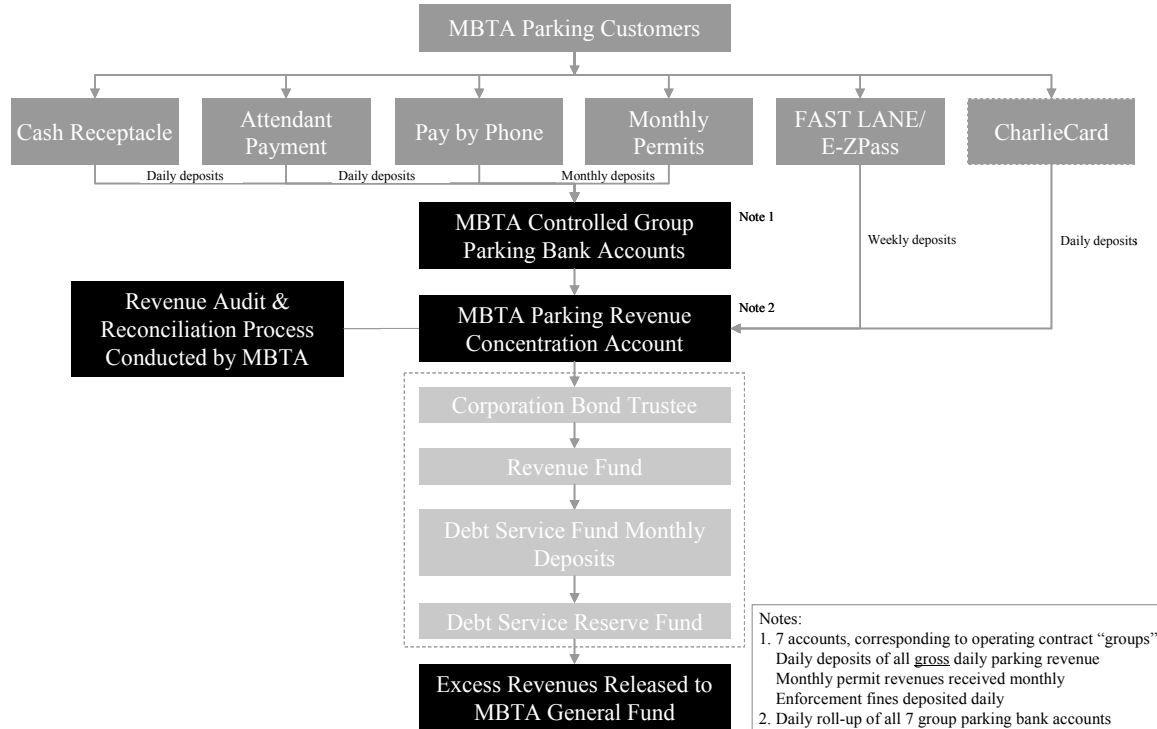 MBTA Parking Customers
Cash Receptacle
Attendant
Payment
Pay by Phone
Monthly
Permits
FAST LANE/
E-ZPass
CharlieCard
Daily deposits
Daily deposits
Monthly deposits
MBTA Controlled Group
Parking Bank Accounts
Note 1
Weekly deposits
Daily deposits
Revenue Audit &
Reconciliation Process
Conducted by MBTA
MBTA Parking Revenue
Concentration Account
Note 2
Corporation Bond Trustee
Revenue Fund
Debt Service Fund Monthly
Deposits
Debt Service Reserve Fund
Excess Revenues Released to
MBTA General Fund
Notes:
1. 7 accounts, corresponding to operating contract “groups”
Daily deposits of all gross daily parking revenue
Monthly permit revenues received monthly
Enforcement fines deposited daily
2. Daily roll-up of all 7 group parking bank accounts